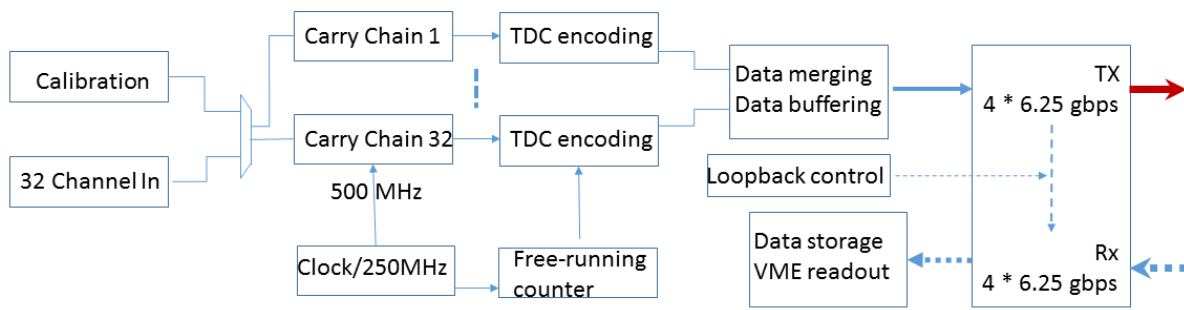 Calibration
32 Channel In
Carry Chain 1
Carry Chain 32
500 MHz
Clock/250MHz
TDC encoding
TDC encoding
Free-running
counter
Data merging
Data buffering
Loopback control
Data storage
VME readout
TX
4 * 6.25 gbps
Rx
4 * 6.25 gbps